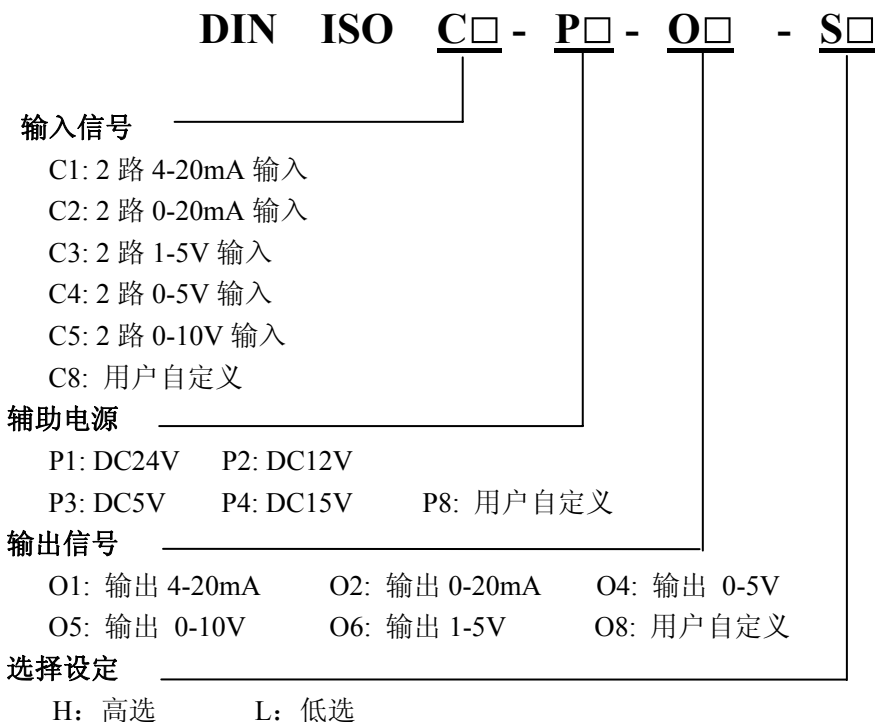 DIN ISO C□ - P□ - O□ - S□
输入信号
C1: 2 路 4-20mA 输入
C2: 2 路 0-20mA 输入
C3: 2 路 1-5V 输入
C4: 2 路 0-5V 输入
C5: 2 路 0-10V 输入
C8: 用户自定义
辅助电源
P1: DC24V P2: DC12V
P3: DC5V P4: DC15V P8: 用户自定义
输出信号
O1: 输出 4-20mA O2: 输出 0-20mA O4: 输出 0-5V
O5: 输出 0-10V O6: 输出 1-5V O8: 用户自定义
选择设定
H：高选 L：低选